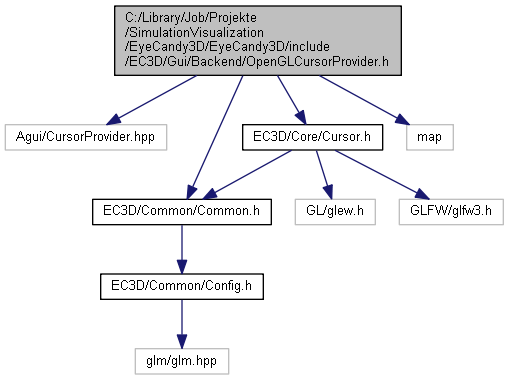 C:/Library/Job/Projekte
/SimulationVisualization
/EyeCandy3D/EyeCandy3D/include
/EC3D/Gui/Backend/OpenGLCursorProvider.h
Agui/CursorProvider.hpp
EC3D/Core/Cursor.h
map
EC3D/Common/Common.h
GL/glew.h
GLFW/glfw3.h
EC3D/Common/Config.h
glm/glm.hpp